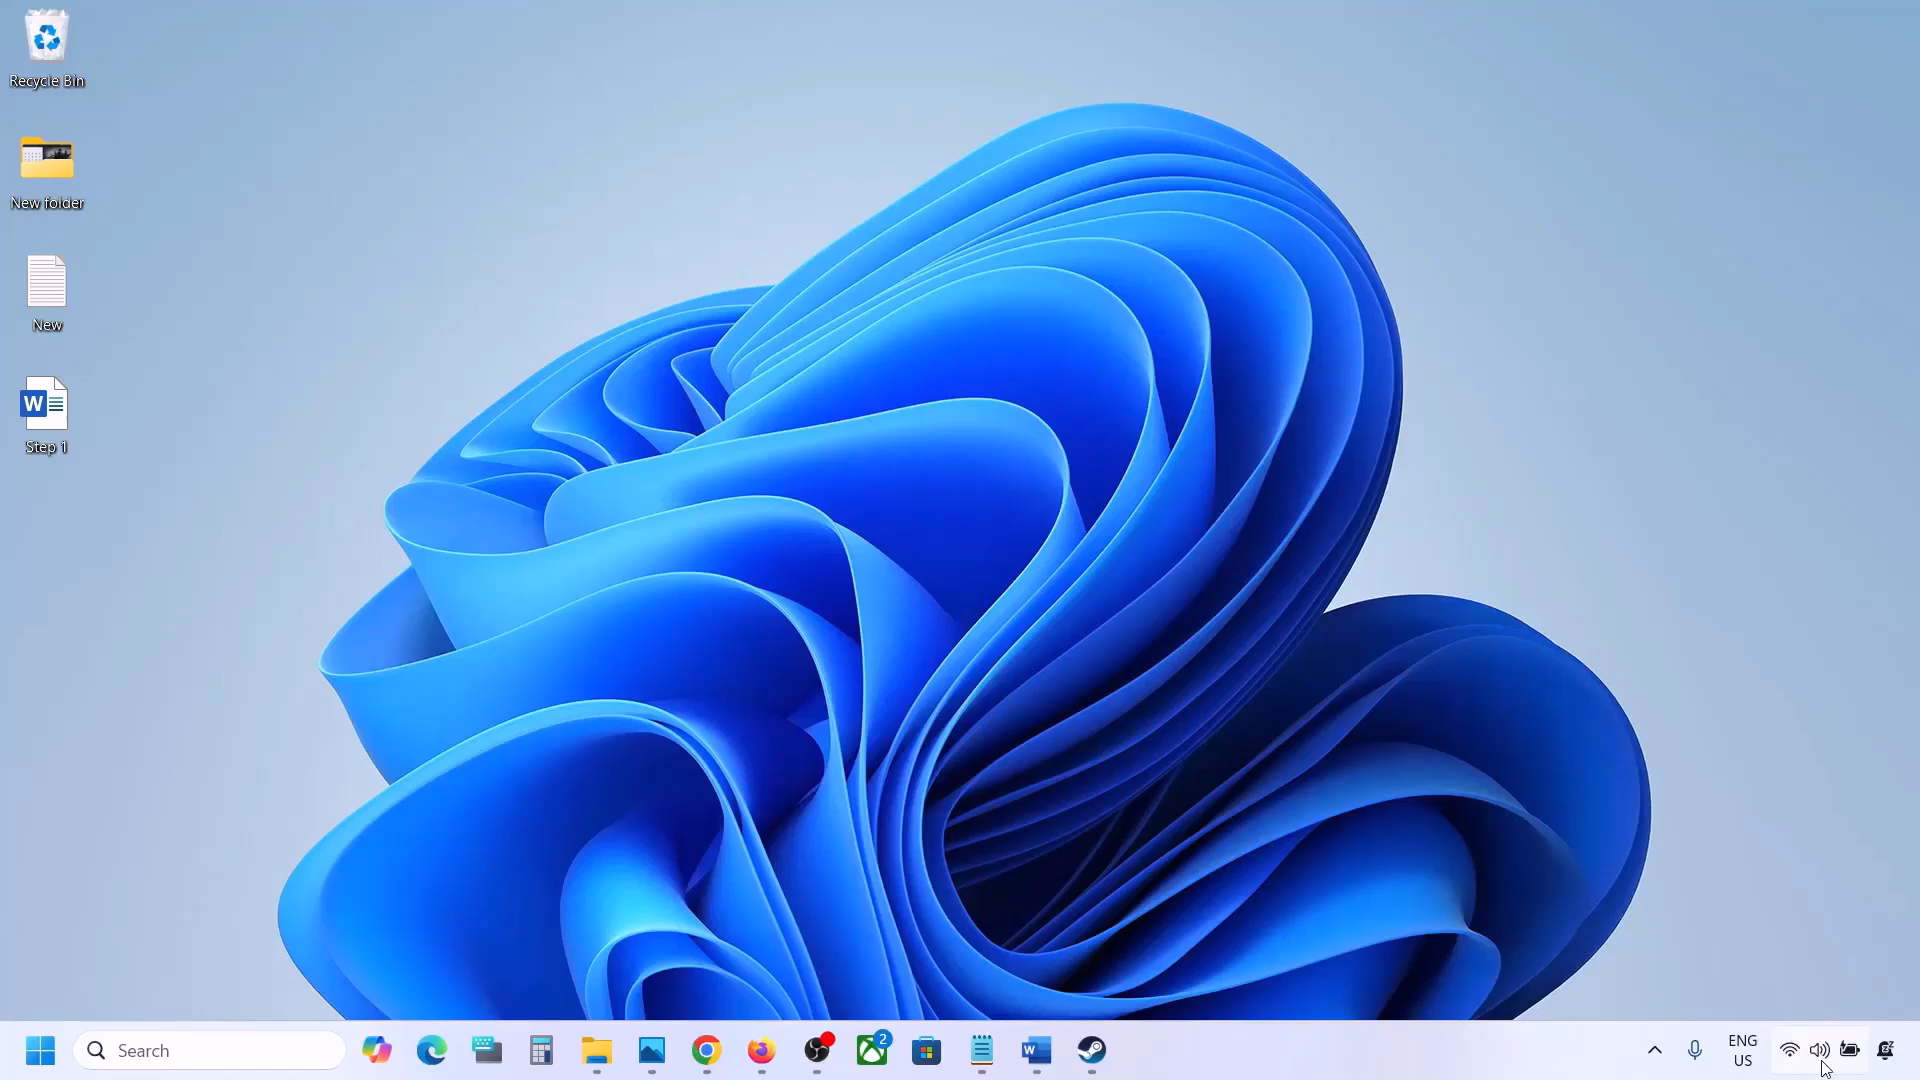 Recycle Bin
New folder
New
W
Step 1
Search
2
W
ENG
US